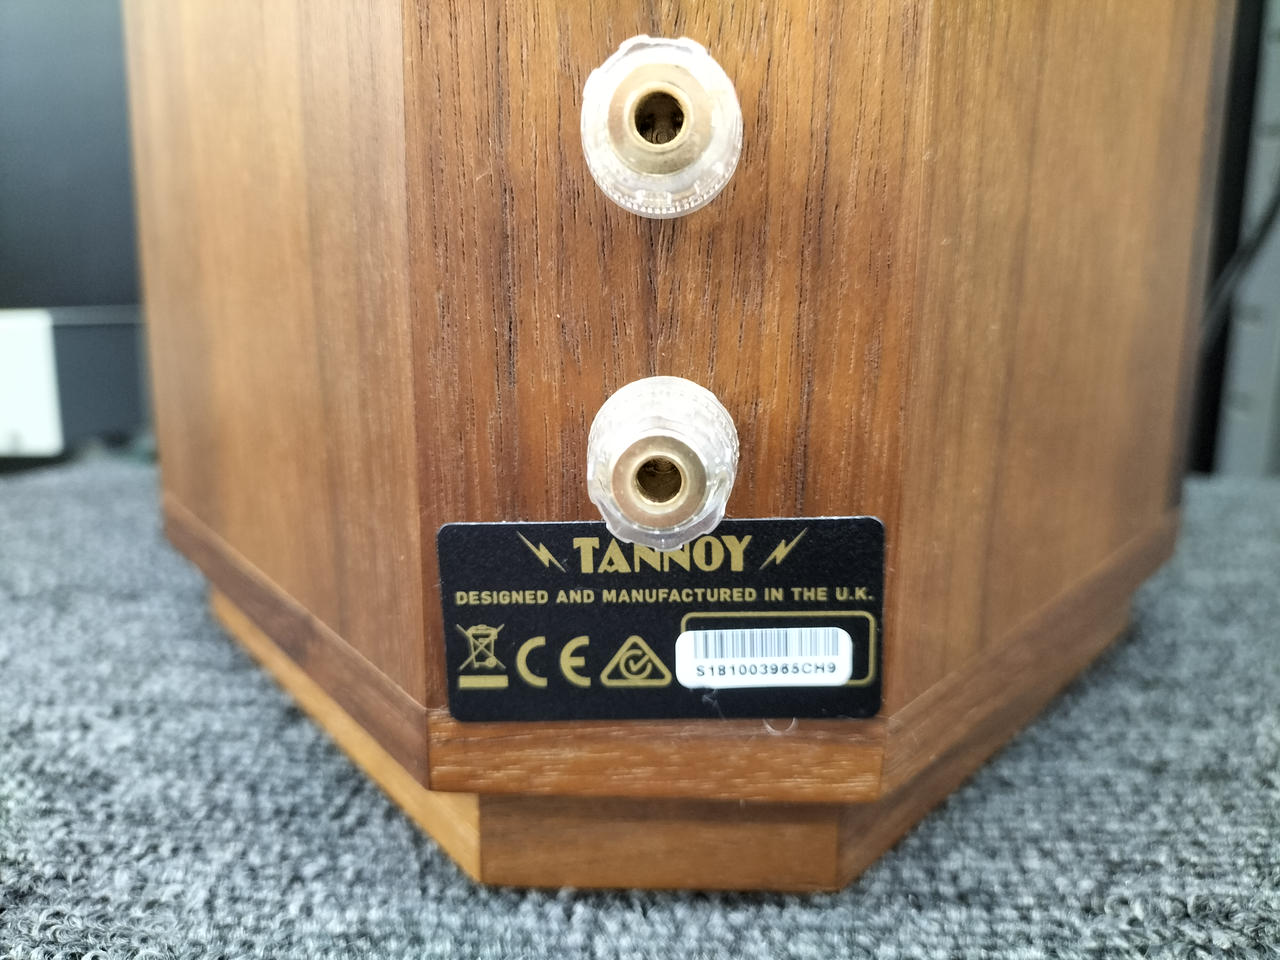 TANNOY
DESIGNED AND MANUFACTURED IN THE U.K.
CE
S181003965CH9